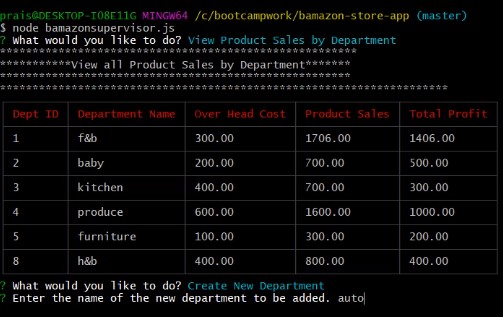 prais@DESKTOP-IO8E11G MINGW64 /c/bootcampwork/bamazon-store-app (master)
$ node bamazonsupervisor.js
? What would you like to do? View Product Sales by Department
**************************************************
**********View all Product Sales by Department*******
*************************************************
***************************************************************
Dept ID Department Name Over Head Cost Product Sales Total Profit
1 f&b 300.00 1706.00 1406.00
2 baby 200.00 700.00 500.00
3 kitchen 400.00 700.00 300.00
4 produce 600.00 1600.00 1000.00
5 furniture 100.00 300.00 200.00
8 h&b 400.00 800.00 400.00
? What would you like to do? Create New Department
? Enter the name of the new department to be added. auto